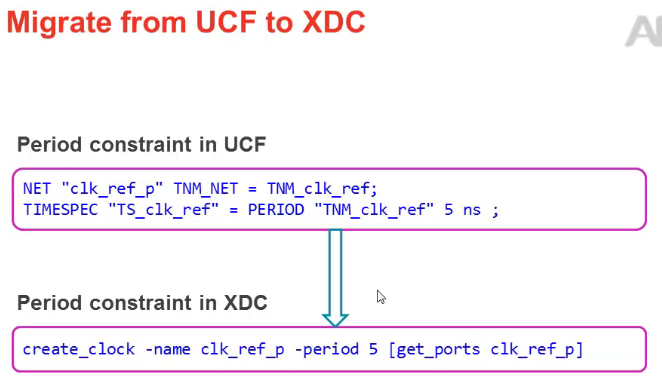 Migrate from UCF to XDC
Period constraint in UCF
NET "clk_ref_p" TNM_NET = TNM_clk_ref;
TIMESPEC "TS_clk_ref" = PERIOD "TNM_clk_ref" 5 ns ;
Period constraint in XDC
create_clock -name clk_ref_p -period 5 [get_ports clk_ref_p]